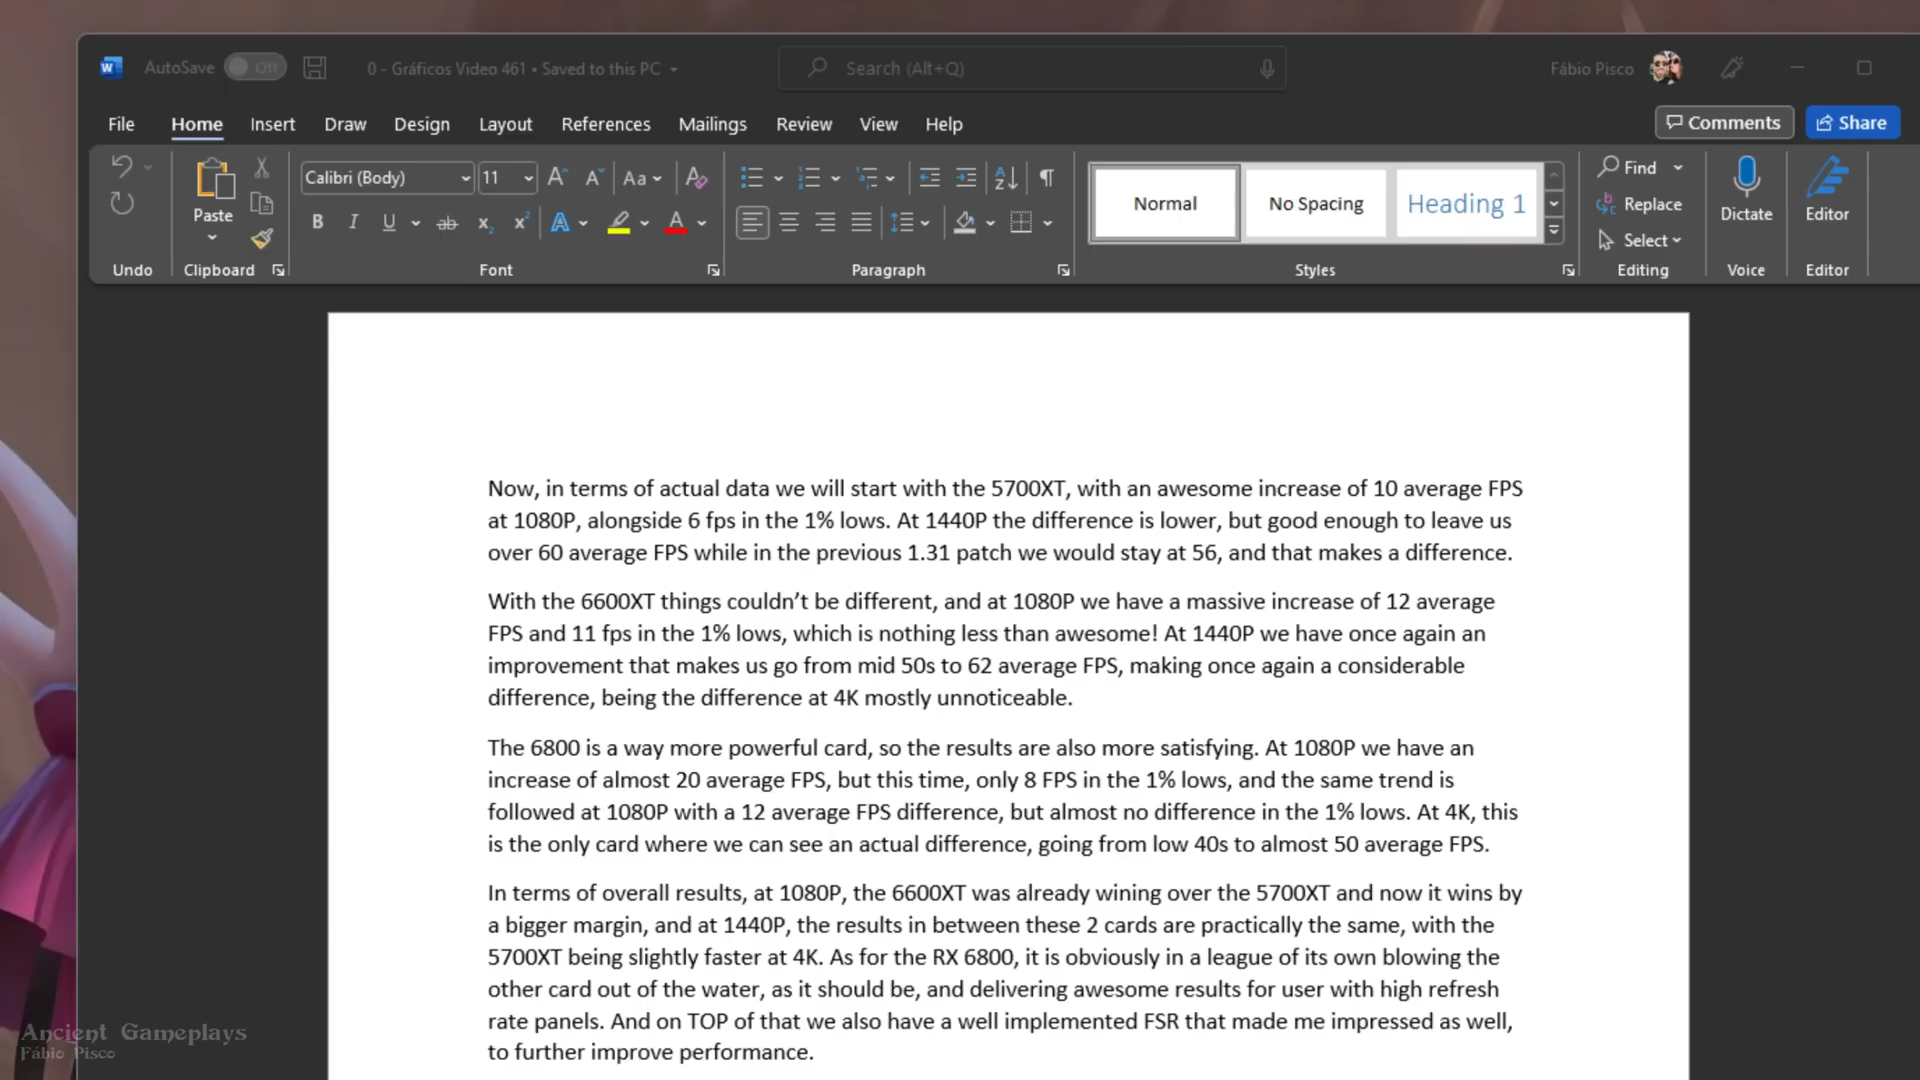 AutoSave Off 0 - Gráficos Video 461 • Saved to this PC Search (Alt+Q) Fábio Pisco
File Home Insert Draw Design Layout References Mailings Review View Help Comments Share
Calibri (Body) 11 Aa Find
Paste Normal No Spacing Heading 1 Replace Dictate Editor
B I U ab x₂ x² A A Select
Undo Clipboard Font Paragraph Styles Editing Voice Editor
Now, in terms of actual data we will start with the 5700XT, with an awesome increase of 10 average FPS
at 1080P, alongside 6 fps in the 1% lows. At 1440P the difference is lower, but good enough to leave us
over 60 average FPS while in the previous 1.31 patch we would stay at 56, and that makes a difference.
With the 6600XT things couldn’t be different, and at 1080P we have a massive increase of 12 average
FPS and 11 fps in the 1% lows, which is nothing less than awesome! At 1440P we have once again an
improvement that makes us go from mid 50s to 62 average FPS, making once again a considerable
difference, being the difference at 4K mostly unnoticeable.
The 6800 is a way more powerful card, so the results are also more satisfying. At 1080P we have an
increase of almost 20 average FPS, but this time, only 8 FPS in the 1% lows, and the same trend is
followed at 1080P with a 12 average FPS difference, but almost no difference in the 1% lows. At 4K, this
is the only card where we can see an actual difference, going from low 40s to almost 50 average FPS.
In terms of overall results, at 1080P, the 6600XT was already wining over the 5700XT and now it wins by
a bigger margin, and at 1440P, the results in between these 2 cards are practically the same, with the
5700XT being slightly faster at 4K. As for the RX 6800, it is obviously in a league of its own blowing the
other card out of the water, as it should be, and delivering awesome results for user with high refresh
rate panels. And on TOP of that we also have a well implemented FSR that made me impressed as well,
to further improve performance.
Ancient Gameplays
Fábio Pisco